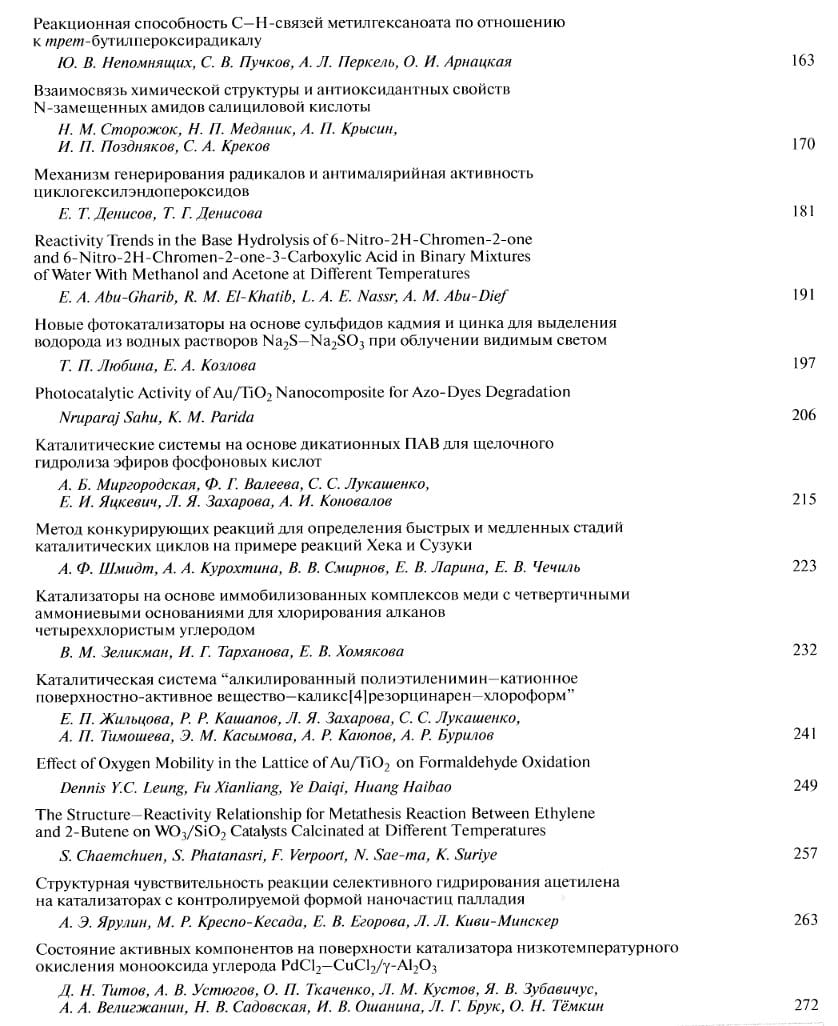 Реакционная способность С—Н-связей метилгексаноата по отношению
к трет-бутилпероксирадикалу
Ю. В. Непомнящих, С. В. Пучков, А. Л. Перкель, О. И. Арнацкая 163
Взаимосвязь химической структуры и антиоксидантных свойств
N-замещенных амидов салициловой кислоты
Н. М. Сторожок, Н. П. Медяник, А. П. Крысин,
И. П. Поздняков, С. А. Креков 170
Механизм генерирования радикалов и антималярийная активность
циклогексилэндопероксидов
Е. Т. Денисов, Т. Г. Денисова 181
Reactivity Trends in the Base Hydrolysis of 6-Nitro-2H-Chromen-2-one
and 6-Nitro-2H-Chromen-2-one-3-Carboxylic Acid in Binary Mixtures
of Water With Methanol and Acetone at Different Temperatures
E. A. Abu-Gharib, R. M. El-Khatib, L. A. E. Nassr, A. M. Abu-Dief 191
Новые фотокатализаторы на основе сульфидов кадмия и цинка для выделения
водорода из водных растворов Na₂S—Na₂SO₃ при облучении видимым светом
Т. П. Любина, Е. А. Козлова 197
Photocatalytic Activity of Au/TiO₂ Nanocomposite for Azo-Dyes Degradation
Nruparaj Sahu, K. M. Parida 206
Каталитические системы на основе дикатионных ПАВ для щелочного
гидролиза эфиров фосфоновых кислот
А. Б. Миргородская, Ф. Г. Валеева, С. С. Лукашенко,
Е. И. Яцкевич, Л. Я. Захарова, А. И. Коновалов 215
Метод конкурирующих реакций для определения быстрых и медленных стадий
каталитических циклов на примере реакций Хека и Сузуки
А. Ф. Шмидт, А. А. Курохтина, В. В. Смирнов, Е. В. Ларина, Е. В. Чечиль 223
Катализаторы на основе иммобилизованных комплексов меди с четвертичными
аммониевыми основаниями для хлорирования алканов
четыреххлористым углеродом
В. М. Зеликман, И. Г. Тарханова, Е. В. Хомякова 232
Каталитическая система “алкилированный полиэтиленимин—катионное
поверхностно-активное вещество—каликс[4]резорцинарен—хлороформ”
Е. П. Жильцова, Р. Р. Кашапов, Л. Я. Захарова, С. С. Лукашенко,
А. П. Тимошева, Э. М. Касымова, А. Р. Каюпов, А. Р. Бурилов 241
Effect of Oxygen Mobility in the Lattice of Au/TiO₂ on Formaldehyde Oxidation
Dennis Y.C. Leung, Fu Xianliang, Ye Daiqi, Huang Haibao 249
The Structure—Reactivity Relationship for Metathesis Reaction Between Ethylene
and 2-Butene on WO₃/SiO₂ Catalysts Calcinated at Different Temperatures
S. Chaemchuen, S. Phatanasri, F. Verpoort, N. Sae-ma, K. Suriye 257
Структурная чувствительность реакции селективного гидрирования ацетилена
на катализаторах с контролируемой формой наночастиц палладия
А. Э. Ярулин, М. Р. Креспо-Кесада, Е. В. Егорова, Л. Л. Киви-Минскер 263
Состояние активных компонентов на поверхности катализатора низкотемпературного
окисления монооксида углерода PdCl₂—CuCl₂/γ-Al₂O₃
Д. Н. Титов, А. В. Устюгов, О. П. Ткаченко, Л. М. Кустов, Я. В. Зубавичус,
А. А. Велигжанин, Н. В. Садовская, И. В. Ошанина, Л. Г. Брук, О. Н. Тёмкин 272